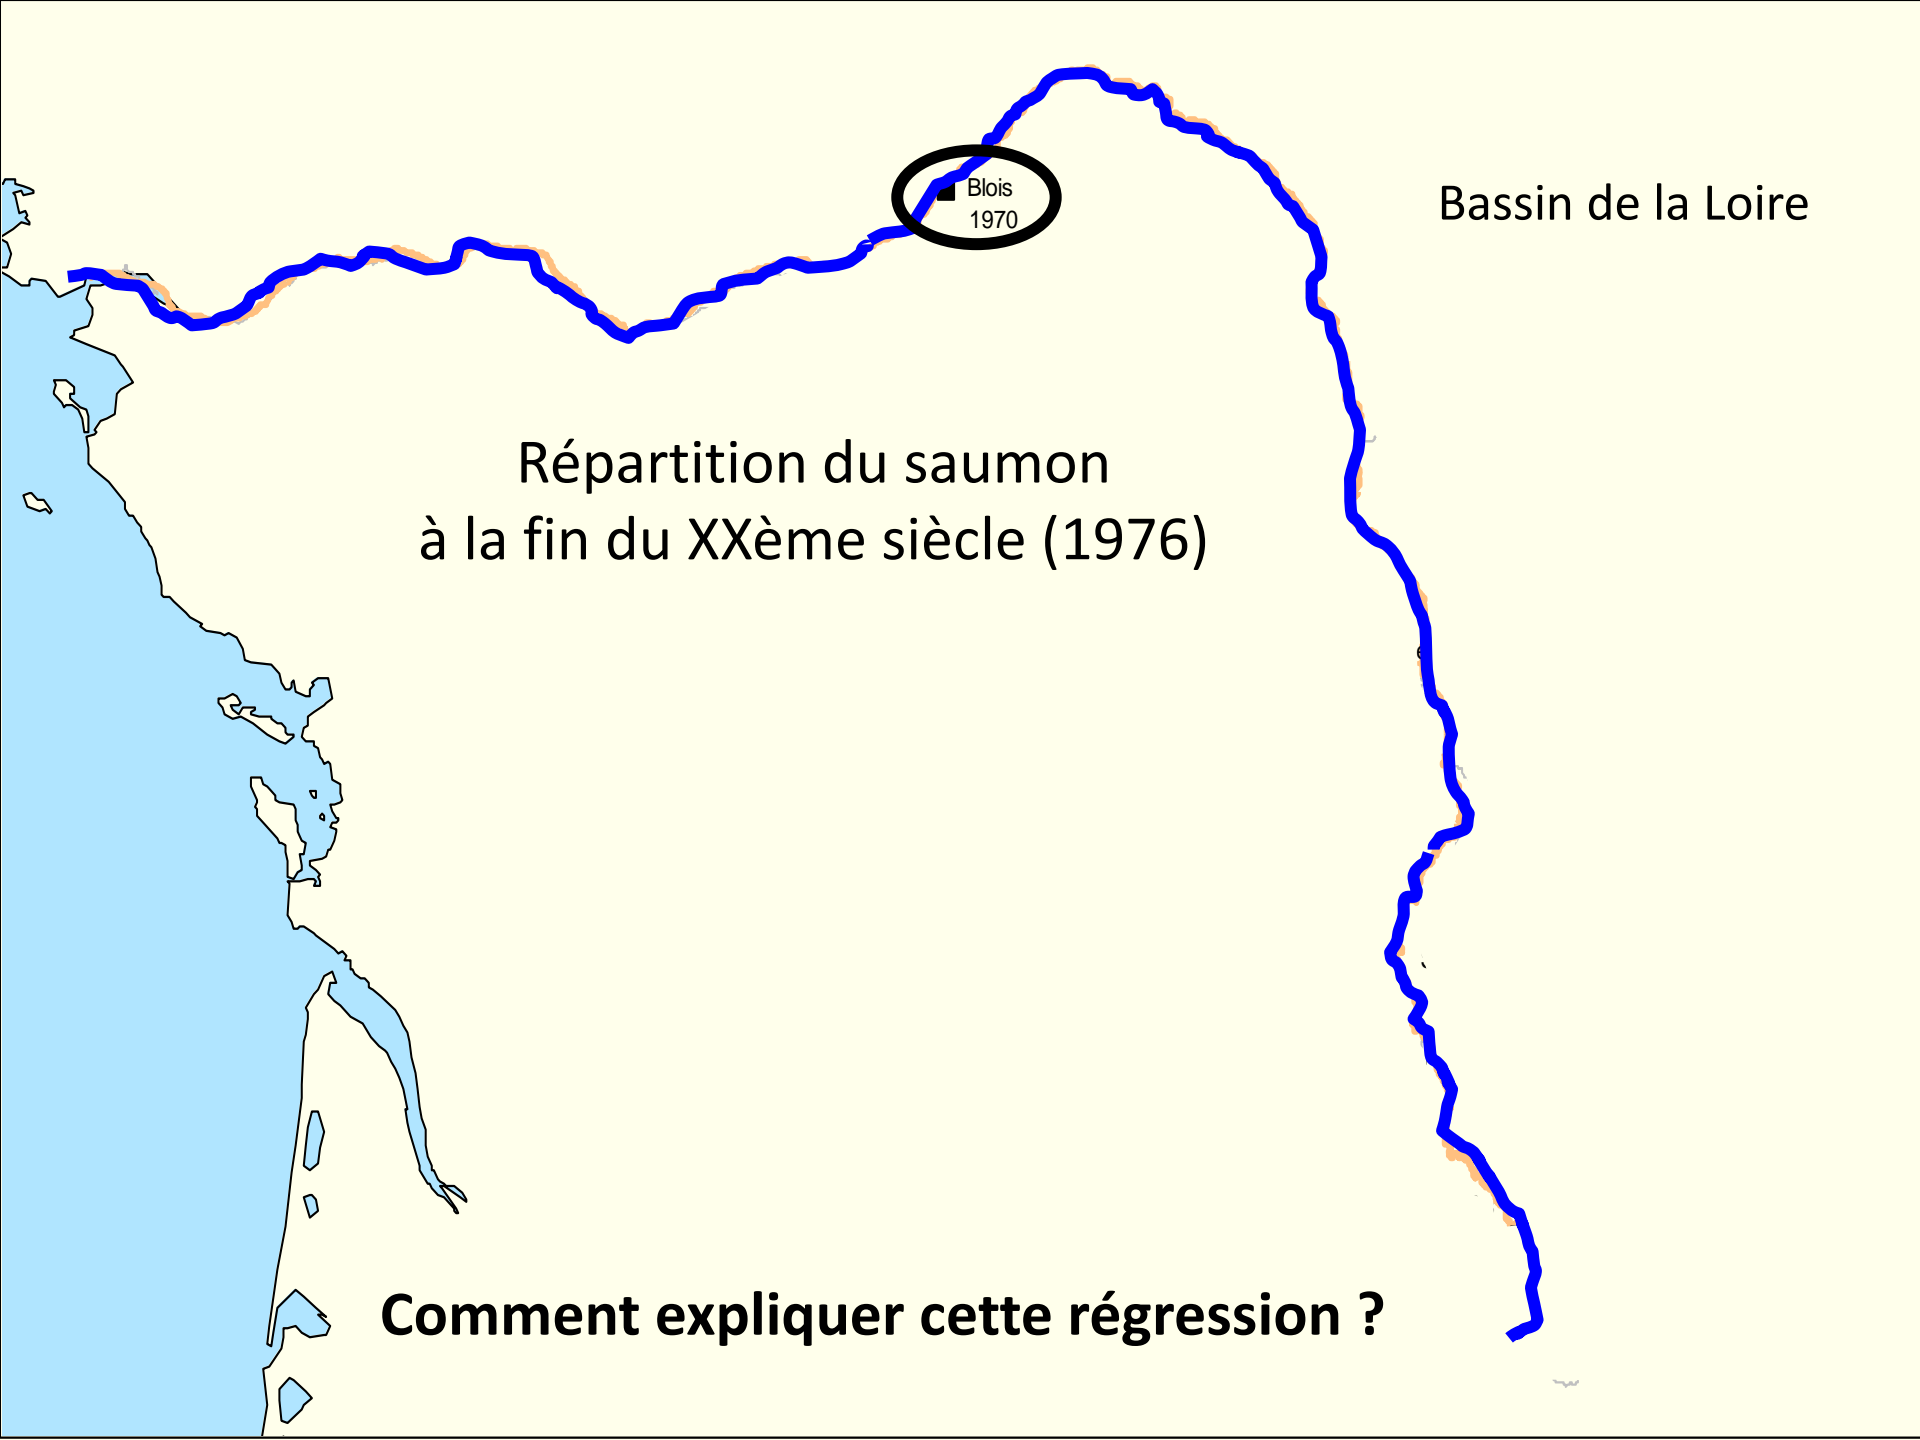 Blois
1970
Bassin de la Loire
Répartition du saumon
à la fin du XXème siècle (1976)
Comment expliquer cette régression ?